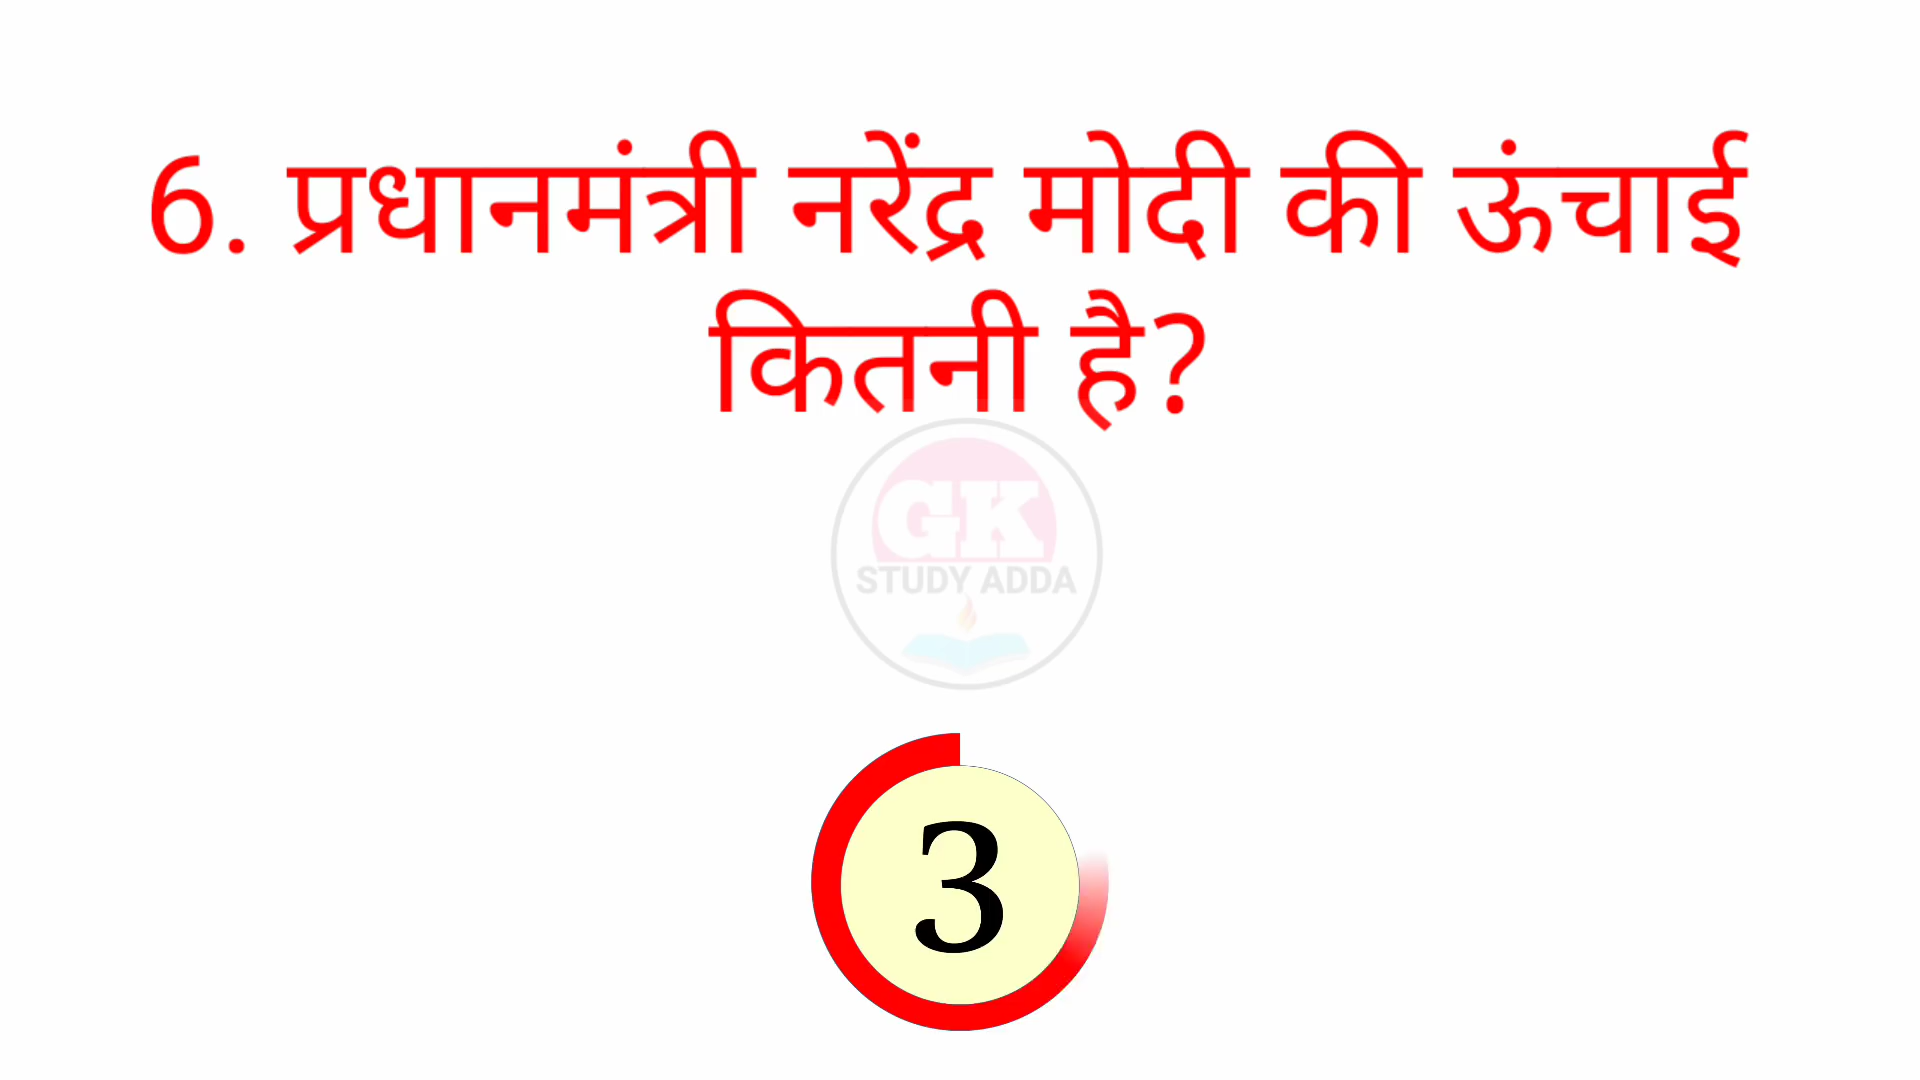 6. प्रधानमंत्री नरेंद्र मोदी की ऊंचाई
कितनी है?
GK
STUDY ADDA
3